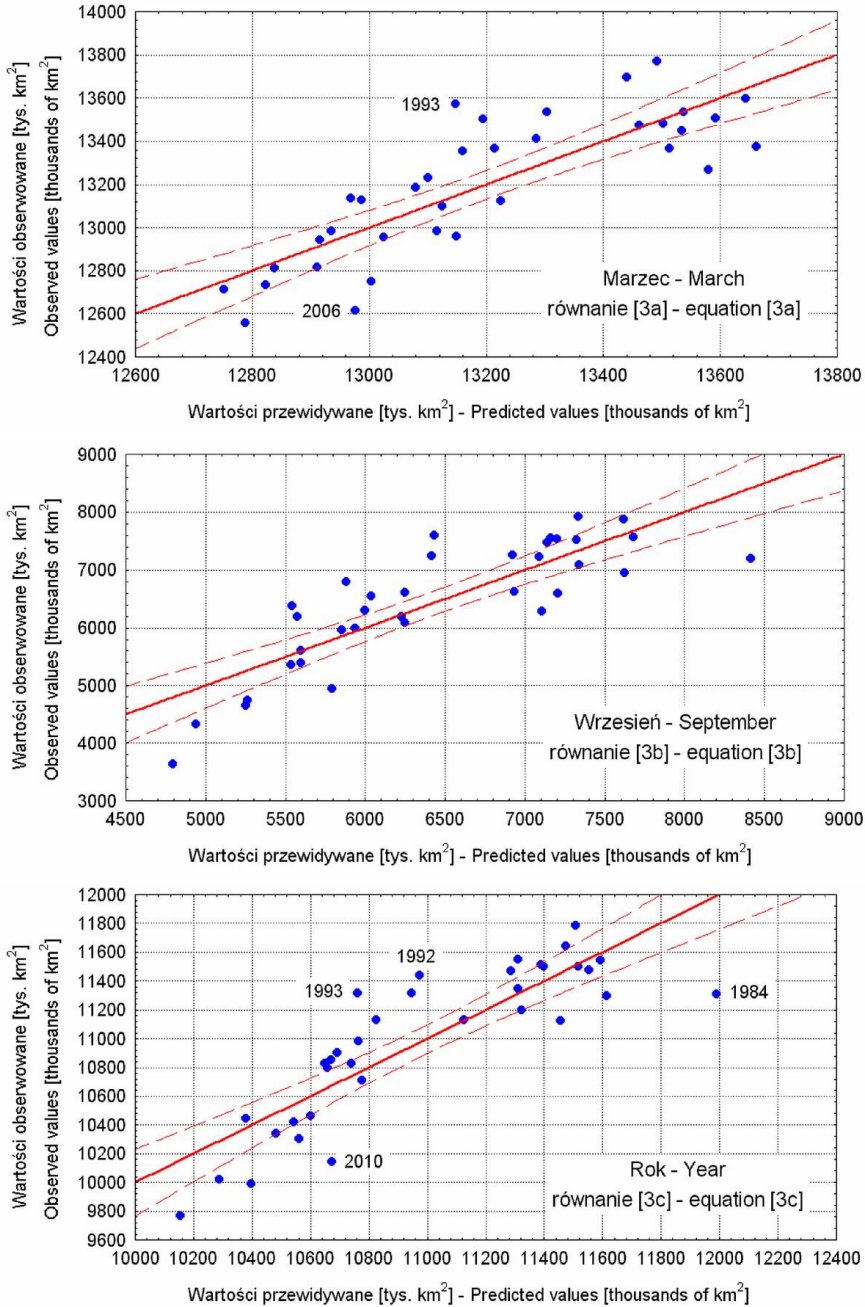 14000
13600
13200
12800
12400
12600 12800 13000 13200 13400 13600 13800
Wartości obserwowane [tys. km²]
Observed values [thousands of km²]
1993
2006
Marzec - March
równanie [3a] - equation [3a]
Wartości przewidywane [tys. km²] - Predicted values [thousands of km²]
9000
8000
7000
6000
5000
4000
3000
4500 5000 5500 6000 6500 7000 7500 8000 8500 9000
Wartości obserwowane [tys. km²]
Observed values [thousands of km²]
Wrzesień - September
równanie [3b] - equation [3b]
Wartości przewidywane [tys. km²] - Predicted values [thousands of km²]
12000
11800
11600
11400
11200
11000
10800
10600
10400
10200
10000
9800
9600
10000 10200 10400 10600 10800 11000 11200 11400 11600 11800 12000 12200 12400
Wartości obserwowane [tys. km²]
Observed values [thousands of km²]
1992
1993
1984
2010
Rok - Year
równanie [3c] - equation [3c]
Wartości przewidywane [tys. km²] - Predicted values [thousands of km²]